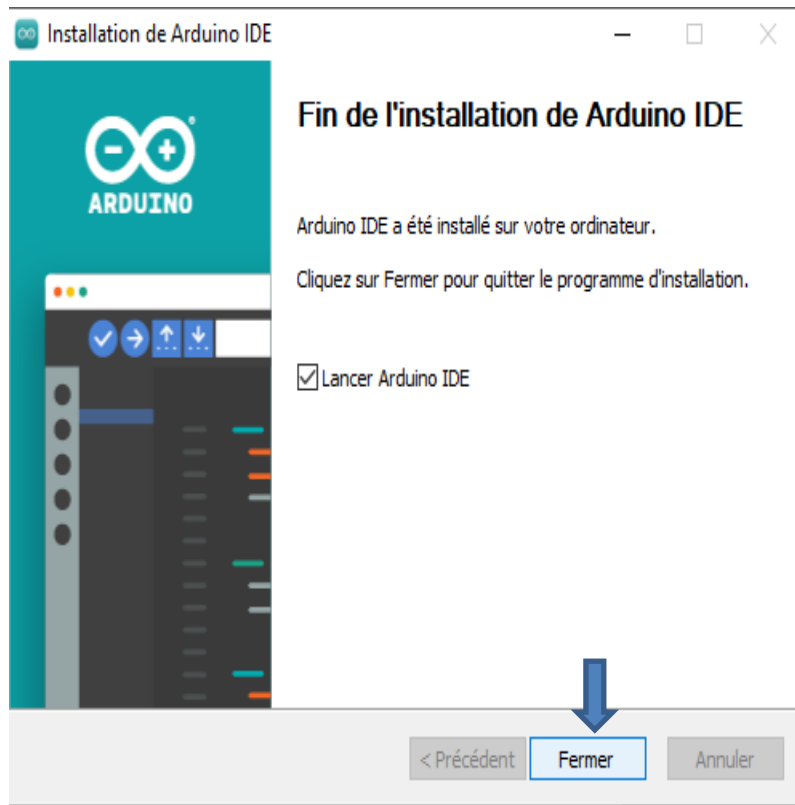 Installation de Arduino IDE
ARDUINO
Fin de l'installation de Arduino IDE
Arduino IDE a été installé sur votre ordinateur.
Cliquez sur Fermer pour quitter le programme d'installation.
Lancer Arduino IDE
< Précédent Fermer Annuler